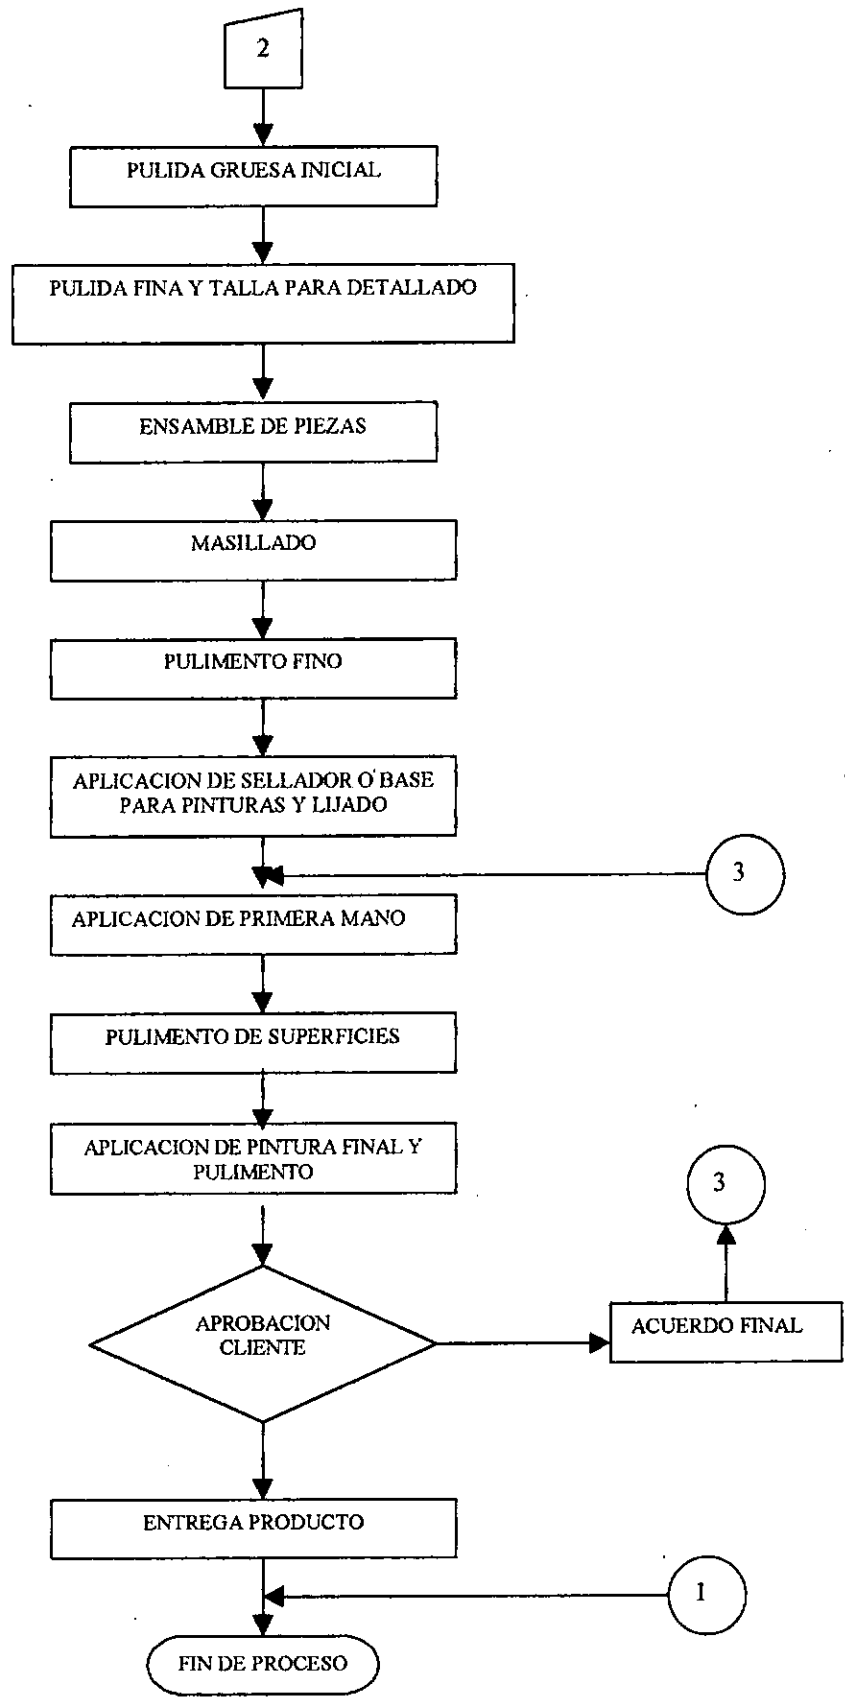 2
PULIDA GRUESA INICIAL
PULIDA FINA Y TALLA PARA DETALLADO
ENSAMBLE DE PIEZAS
MASILLADO
PULIMENTO FINO
APLICACION DE SELLADOR O' BASE
PARA PINTURAS Y LIJADO
3
APLICACION DE PRIMERA MANO
PULIMENTO DE SUPERFICIES
APLICACION DE PINTURA FINAL Y
PULIMENTO
3
APROBACION
CLIENTE
ACUERDO FINAL
ENTREGA PRODUCTO
1
FIN DE PROCESO